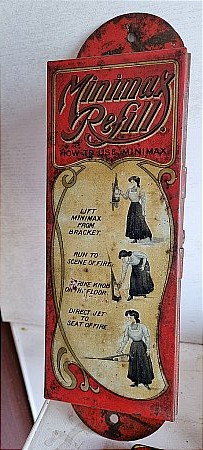 Minimax
Refill
HOW TO USE MINIMAX
LIFT
MINIMAX
FROM
BRACKET.
RUN TO
SCENE OF FIRE
STRIKE KNOB
ON FLOOR
DIRECT JET
TO
SEAT OF FIRE